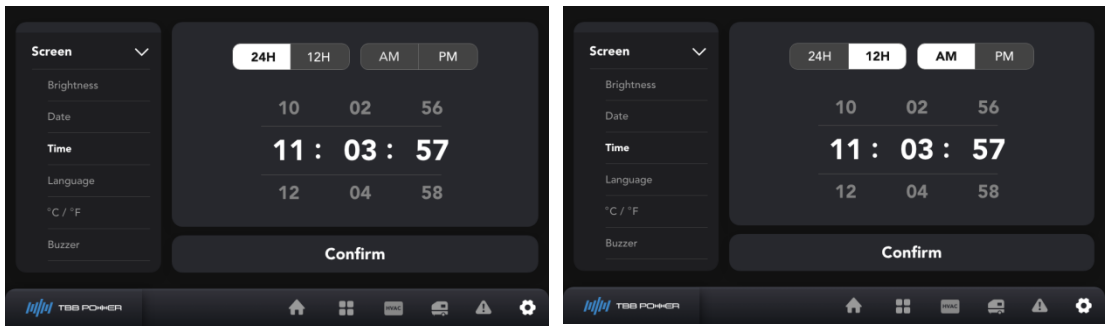 Screen
24H 12H AM PM
Brightness
Date
10 02 56
Time
11 : 03 : 57
Language
12 04 58
°C / °F
Buzzer
Confirm
TBB POWER
HVAC
Screen
24H 12H AM PM
Brightness
Date
10 02 56
Time
11 : 03 : 57
Language
12 04 58
°C / °F
Buzzer
Confirm
TBB POWER
HVAC